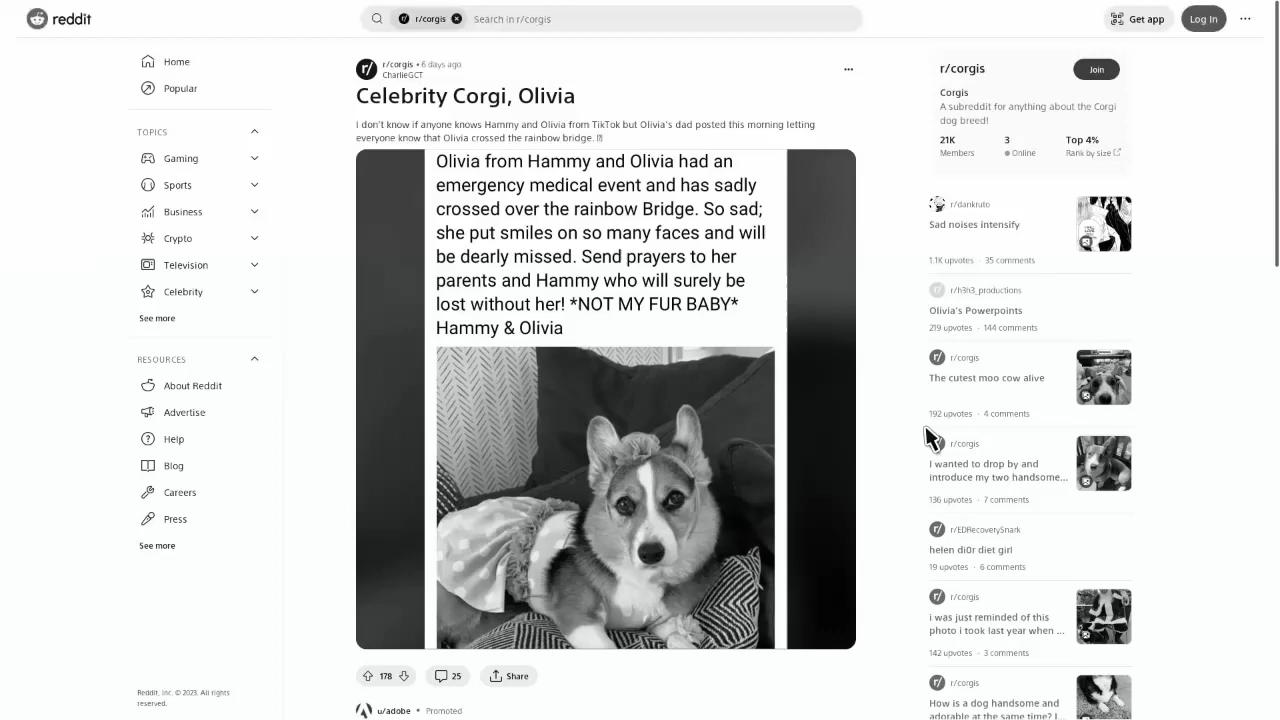 reddit
r/corgis
Search in r/corgis
Get app
Log In
Home
Popular
TOPICS
Gaming
Sports
Business
Crypto
Television
Celebrity
See more
RESOURCES
About Reddit
Advertise
Help
Blog
Careers
Press
See more
Reddit, Inc. © 2023. All rights
reserved.
r/corgis • 6 days ago
CharlieGCT
Celebrity Corgi, Olivia
I don't know if anyone knows Hammy and Olivia from TikTok but Olivia's dad posted this morning letting
everyone know that Olivia crossed the rainbow bridge.
Olivia from Hammy and Olivia had an
emergency medical event and has sadly
crossed over the rainbow Bridge. So sad;
she put smiles on so many faces and will
be dearly missed. Send prayers to her
parents and Hammy who will surely be
lost without her! *NOT MY FUR BABY*
Hammy & Olivia
178
25
Share
u/adobe • Promoted
r/corgis
Join
Corgis
A subreddit for anything about the Corgi
dog breed!
21K
Members
3
Online
Top 4%
Rank by size
r/dankruto
Sad noises intensify
1.1K upvotes · 35 comments
r/h3h3_productions
Olivia's Powerpoints
219 upvotes · 144 comments
r/corgis
The cutest moo cow alive
192 upvotes · 4 comments
r/corgis
I wanted to drop by and
introduce my two handsome...
136 upvotes · 7 comments
r/EDRecoverySnark
helen di0r diet girl
19 upvotes · 6 comments
r/corgis
i was just reminded of this
photo i took last year when ...
142 upvotes · 3 comments
r/corgis
How is a dog handsome and
adorable at the same time? I...